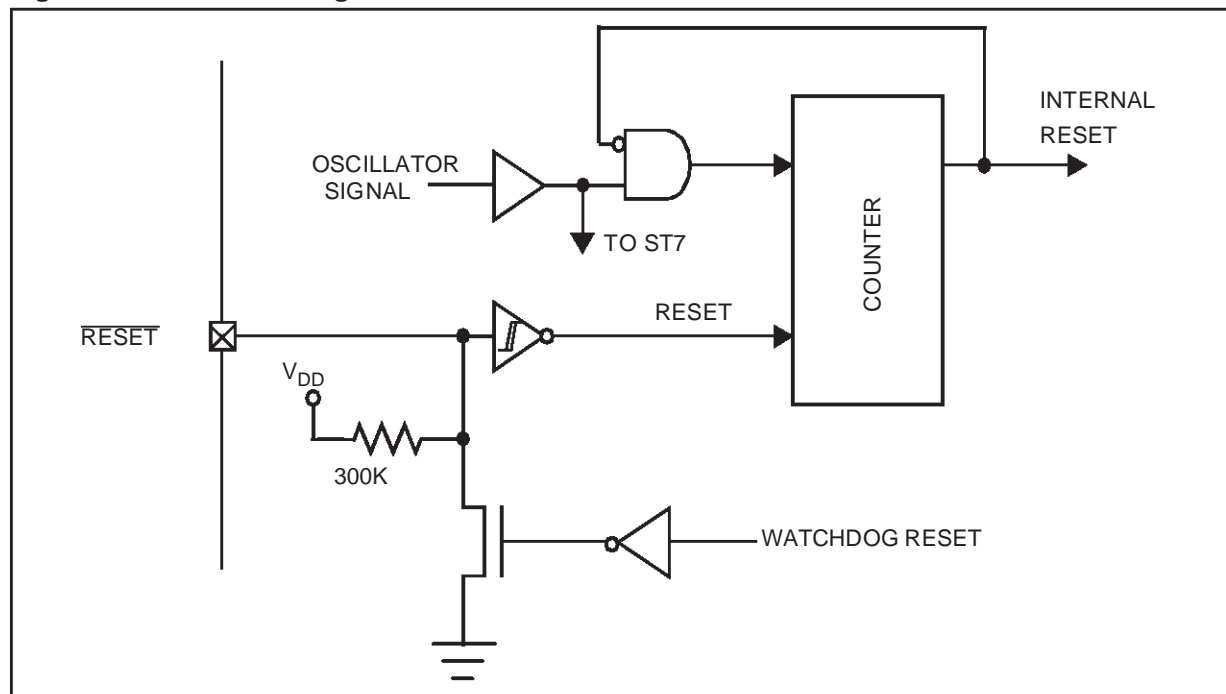 INTERNAL
RESET
OSCILLATOR
SIGNAL
TO ST7
COUNTER
RESET
RESET
VDD
300K
WATCHDOG RESET